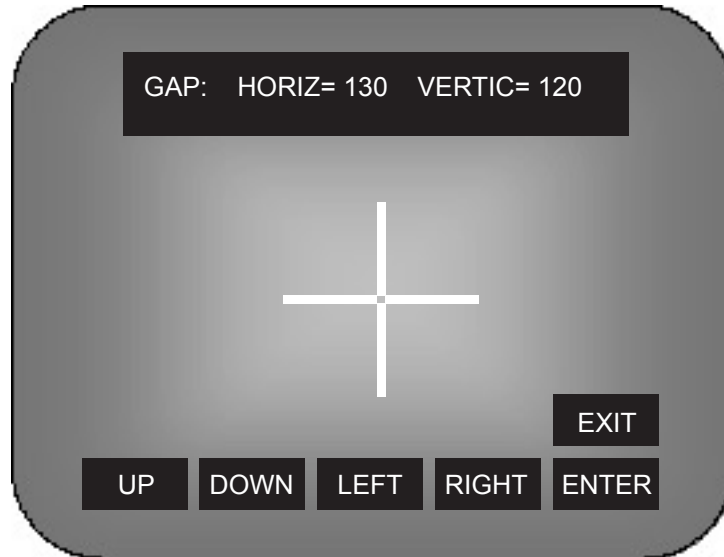 GAP: HORIZ= 130 VERTIC= 120
EXIT
UP DOWN LEFT RIGHT ENTER